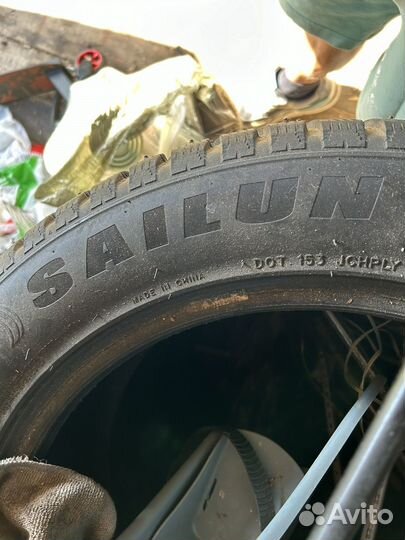 SAILUN
MADE IN CHINA
DOT 153 JCHPLY
Avito